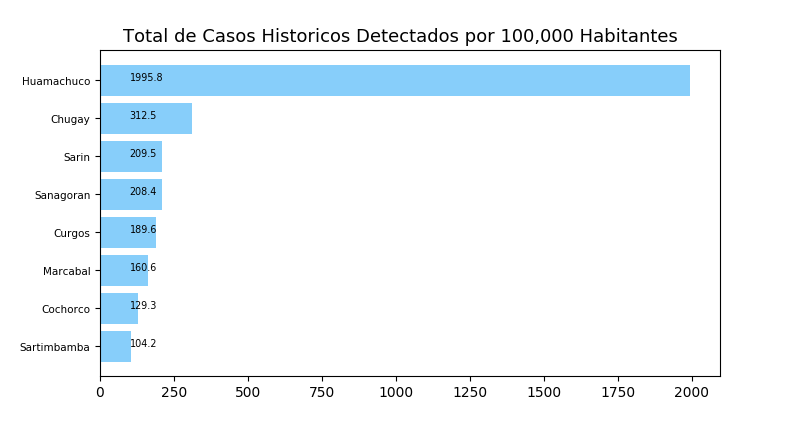 Total de Casos Historicos Detectados por 100,000 Habitantes
Huamachuco 1995.8
Chugay 312.5
Sarin 209.5
Sanagoran 208.4
Curgos 189.6
Marcabal 160.6
Cochorco 129.3
Sartimbamba 104.2
0 250 500 750 1000 1250 1500 1750 2000